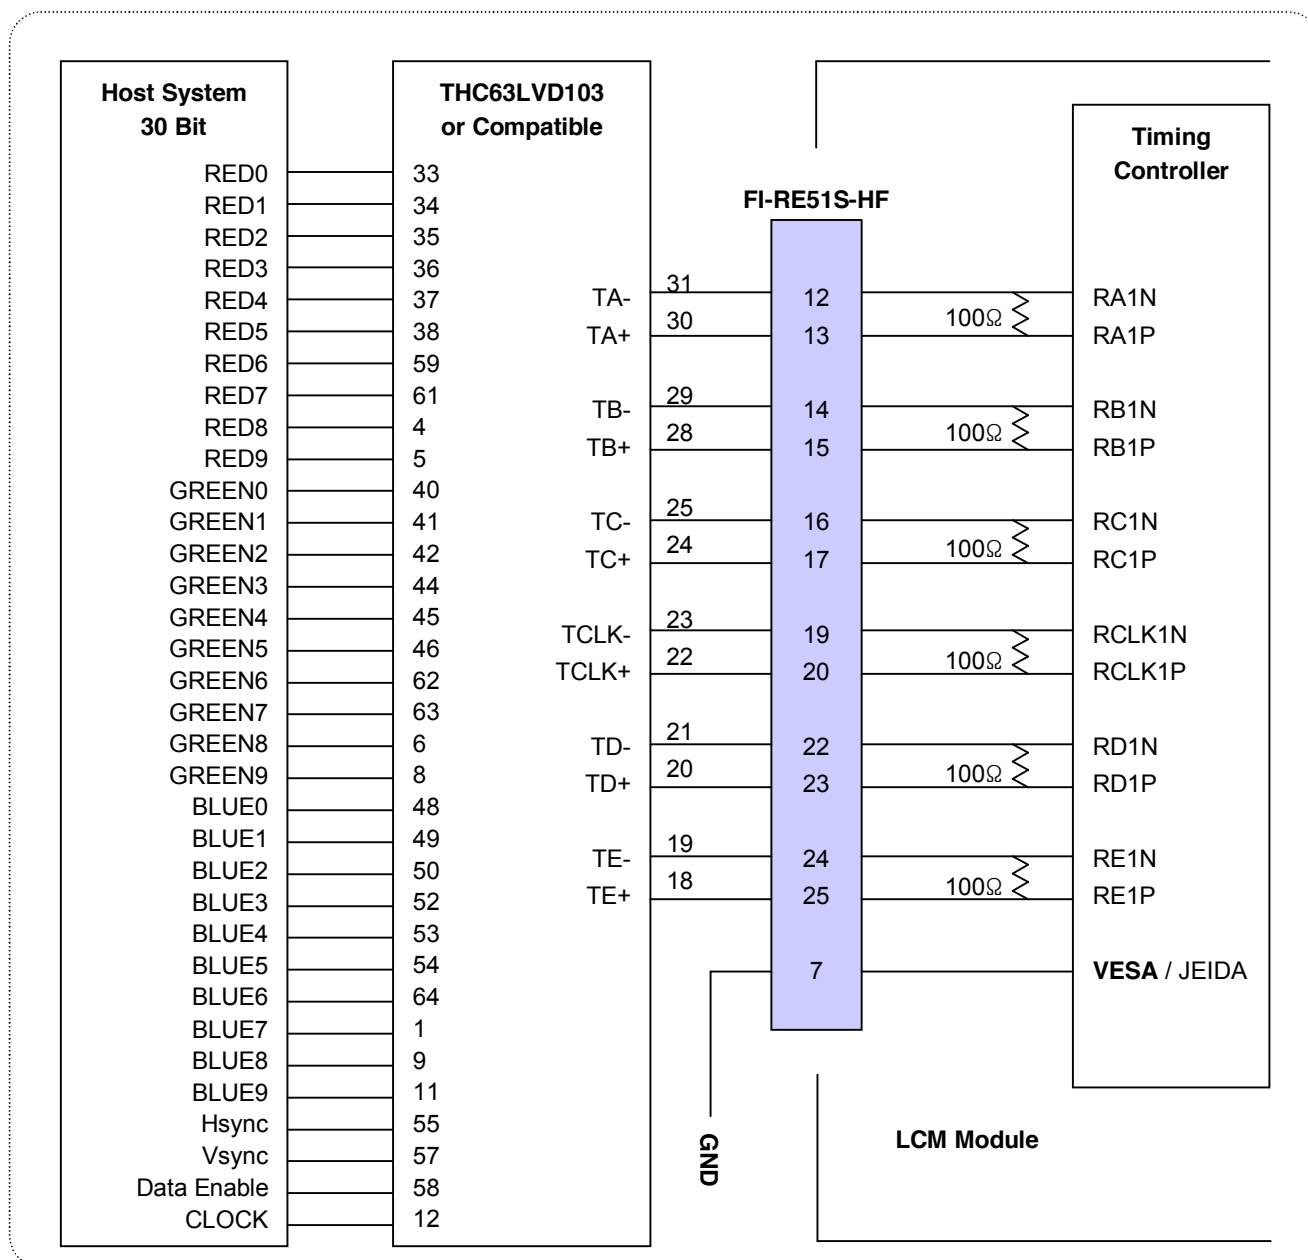 Host System
30 Bit
RED0
RED1
RED2
RED3
RED4
RED5
RED6
RED7
RED8
RED9
GREEN0
GREEN1
GREEN2
GREEN3
GREEN4
GREEN5
GREEN6
GREEN7
GREEN8
GREEN9
BLUE0
BLUE1
BLUE2
BLUE3
BLUE4
BLUE5
BLUE6
BLUE7
BLUE8
BLUE9
Hsync
Vsync
Data Enable
CLOCK
THC63LVD103
or Compatible
33
34
35
36
37
38
59
61
4
5
40
41
42
44
45
46
62
63
6
8
48
49
50
52
53
54
64
1
9
11
55
57
58
12
TA-
TA+
TB-
TB+
TC-
TC+
TCLK-
TCLK+
TD-
TD+
TE-
TE+
31
30
29
28
25
24
23
22
21
20
19
18
GND
FI-RE51S-HF
12
13
14
15
16
17
19
20
22
23
24
25
7
100Ω
100Ω
100Ω
100Ω
100Ω
100Ω
Timing
Controller
RA1N
RA1P
RB1N
RB1P
RC1N
RC1P
RCLK1N
RCLK1P
RD1N
RD1P
RE1N
RE1P
VESA / JEIDA
LCM Module